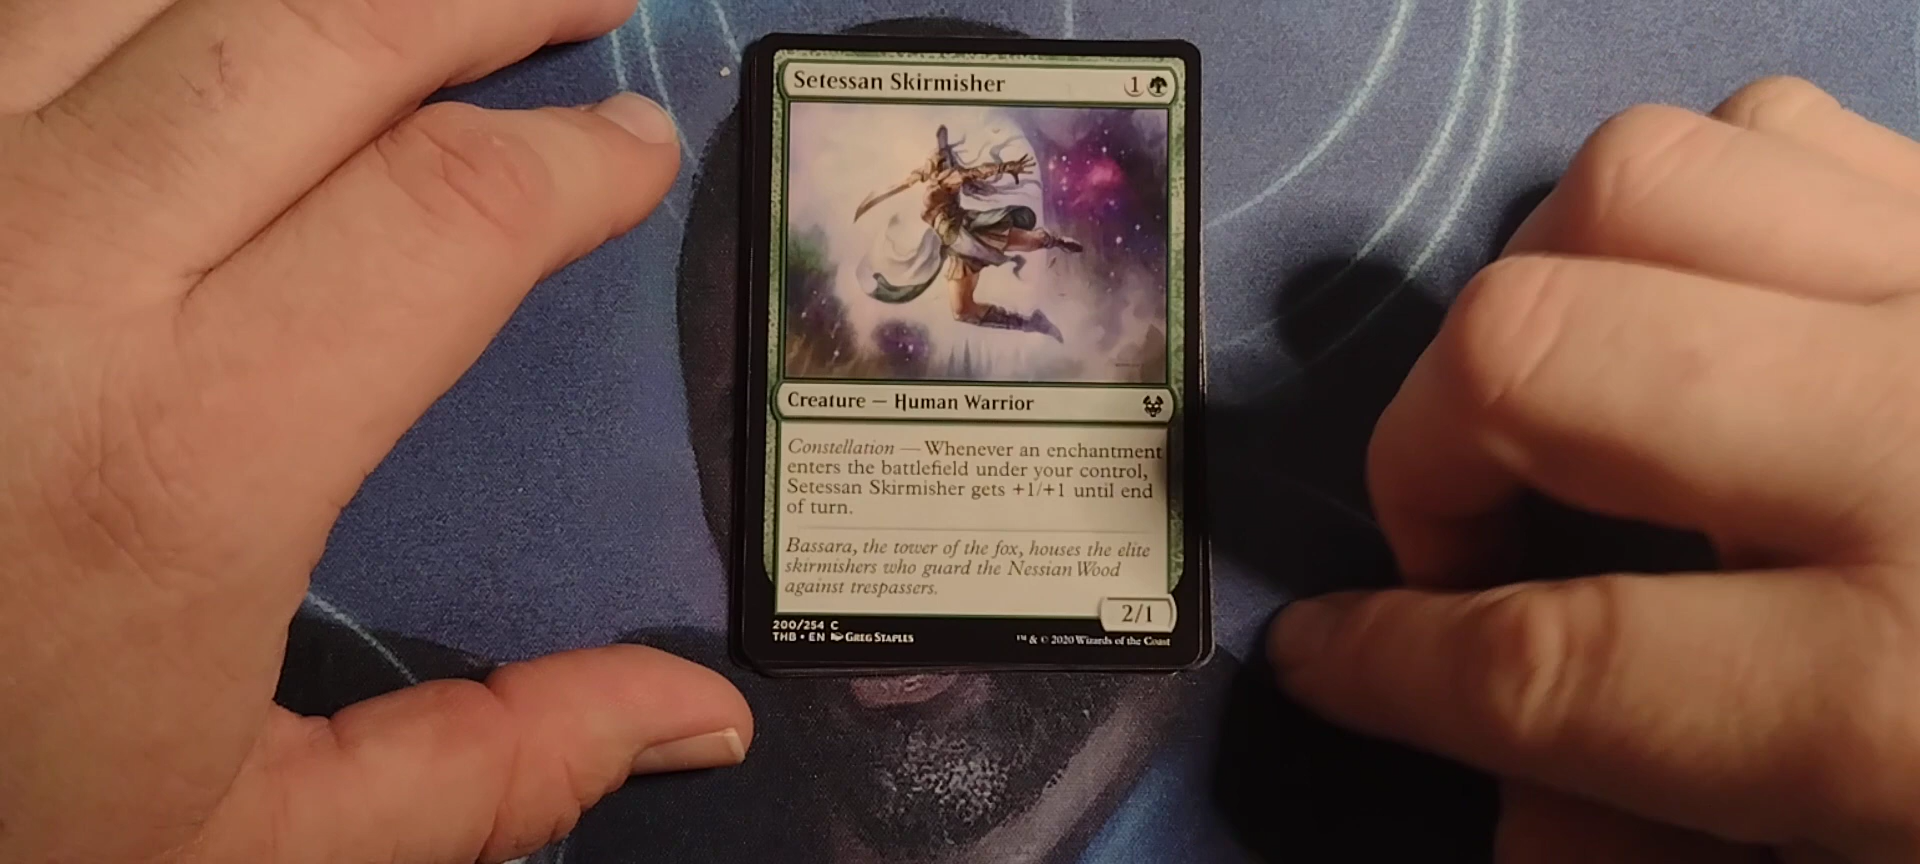 Setessan Skirmisher 1
Creature — Human Warrior
Constellation — Whenever an enchantment
enters the battlefield under your control,
Setessan Skirmisher gets +1/+1 until end
of turn.
Bassara, the tower of the fox, houses the elite
skirmishers who guard the Nessian Wood
against trespassers.
2/1
200/254 C
THB • EN Greg Staples
™ & © 2020 Wizards of the Coast